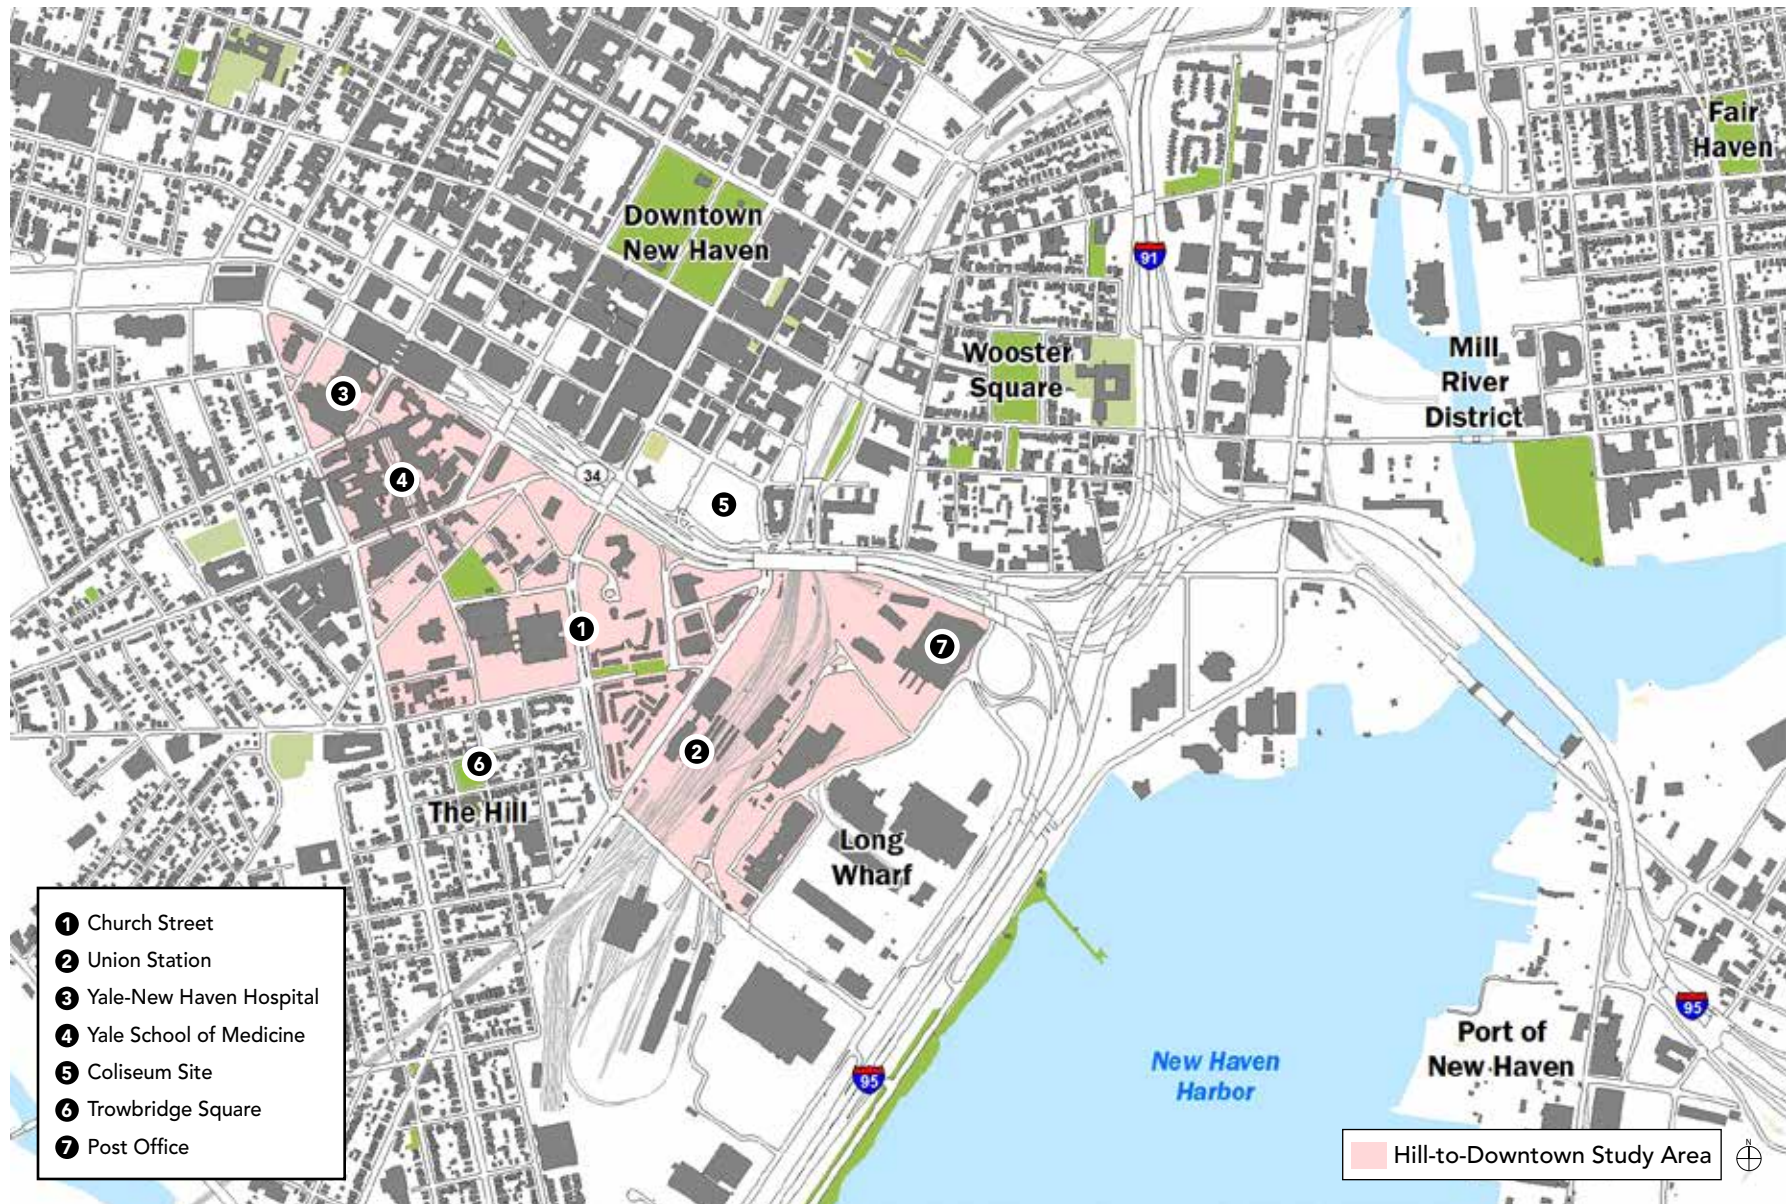 Fair
Haven
Downtown
New Haven
91
Wooster
Square
Mill
River
District
3
4
34
5
1
7
2
6
The Hill
Long
Wharf
1 Church Street
2 Union Station
3 Yale-New Haven Hospital
4 Yale School of Medicine
5 Coliseum Site
6 Trowbridge Square
7 Post Office
95
95
Port of
New Haven
New Haven
Harbor
Hill-to-Downtown Study Area
N